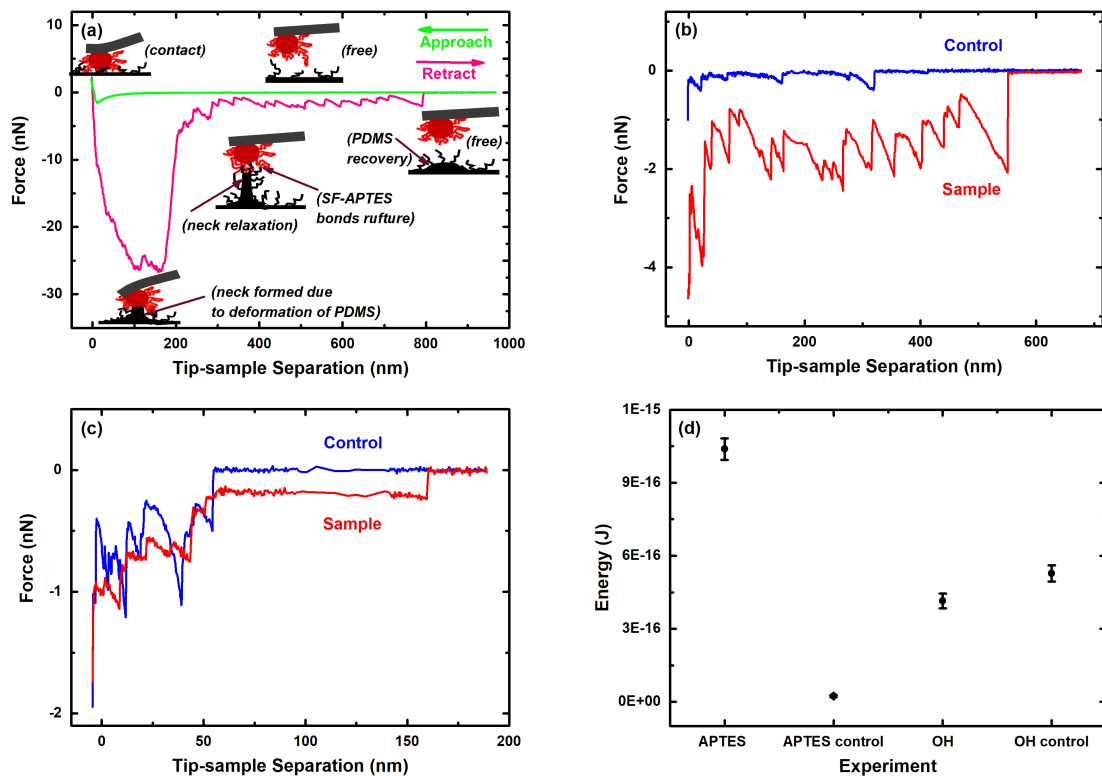 (a)
(contact)
(free)
Approach
Retract
(PDMS
recovery)
(free)
(SF-APTES
bonds rufture)
(neck relaxation)
(neck formed due
to deformation of PDMS)
10
0
-10
-20
-30
Force (nN)
0 200 400 600 800 1000
Tip-sample Separation (nm)
(b)
Control
Sample
0
-2
-4
Force (nN)
0 200 400 600
Tip-sample Separation (nm)
(c)
Control
Sample
0
-1
-2
Force (nN)
0 50 100 150 200
Tip-sample Separation (nm)
(d)
1E-15
9E-16
6E-16
3E-16
0E+00
Energy (J)
APTES APTES control OH OH control
Experiment